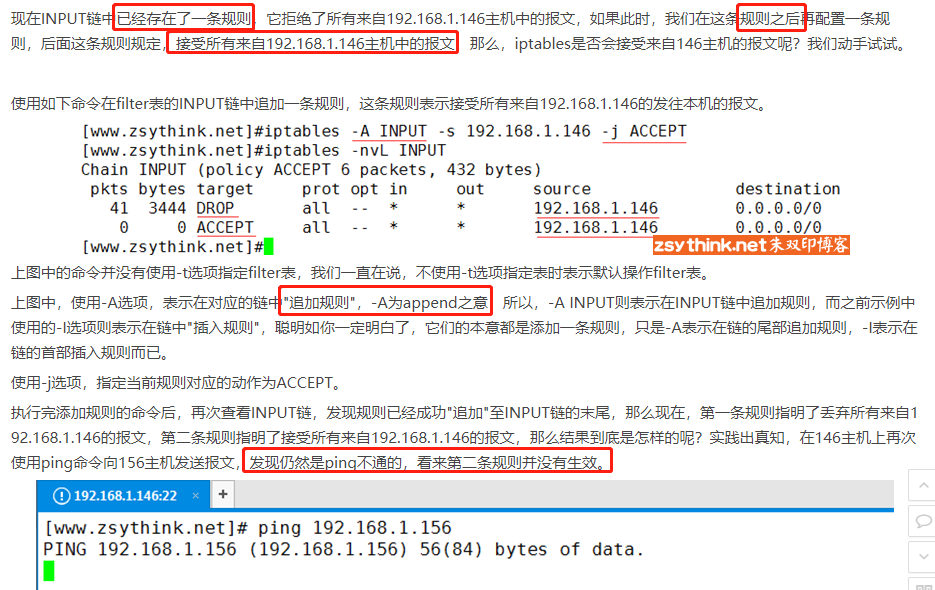 现在INPUT链中已经存在了一条规则，它拒绝了所有来自192.168.1.146主机中的报文，如果此时，我们在这条规则之后再配置一条规
则，后面这条规则规定，接受所有来自192.168.1.146主机中的报文，那么，iptables是否会接受来自146主机的报文呢？我们动手试试。
使用如下命令在filter表的INPUT链中追加一条规则，这条规则表示接受所有来自192.168.1.146的发往本机的报文。
[www.zsythink.net]#iptables -A INPUT -s 192.168.1.146 -j ACCEPT
[www.zsythink.net]#iptables -nvL INPUT
Chain INPUT (policy ACCEPT 6 packets, 432 bytes)
pkts bytes target prot opt in out source destination
41 3444 DROP all -- * * 192.168.1.146 0.0.0.0/0
0 0 ACCEPT all -- * * 192.168.1.146 0.0.0.0/0
[www.zsythink.net]#
zsythink.net朱双印博客
上图中的命令并没有使用-t选项指定filter表，我们一直在说，不使用-t选项指定表时表示默认操作filter表。
上图中，使用-A选项，表示在对应的链中"追加规则"，-A为append之意，所以，-A INPUT则表示在INPUT链中追加规则，而之前示例中
使用的-I选项则表示在链中"插入规则"，聪明如你一定明白了，它们的本意都是添加一条规则，只是-A表示在链的尾部追加规则，-I表示在
链的首部插入规则而已。
使用-j选项，指定当前规则对应的动作为ACCEPT。
执行完添加规则的命令后，再次查看INPUT链，发现规则已经成功"追加"至INPUT链的末尾，那么现在，第一条规则指明了丢弃所有来自1
92.168.1.146的报文，第二条规则指明了接受所有来自192.168.1.146的报文，那么结果到底是怎样的呢？实践出真知，在146主机上再次
使用ping命令向156主机发送报文，发现仍然是ping不通的，看来第二条规则并没有生效。
192.168.1.146:22 × +
[www.zsythink.net]# ping 192.168.1.156
PING 192.168.1.156 (192.168.1.156) 56(84) bytes of data.